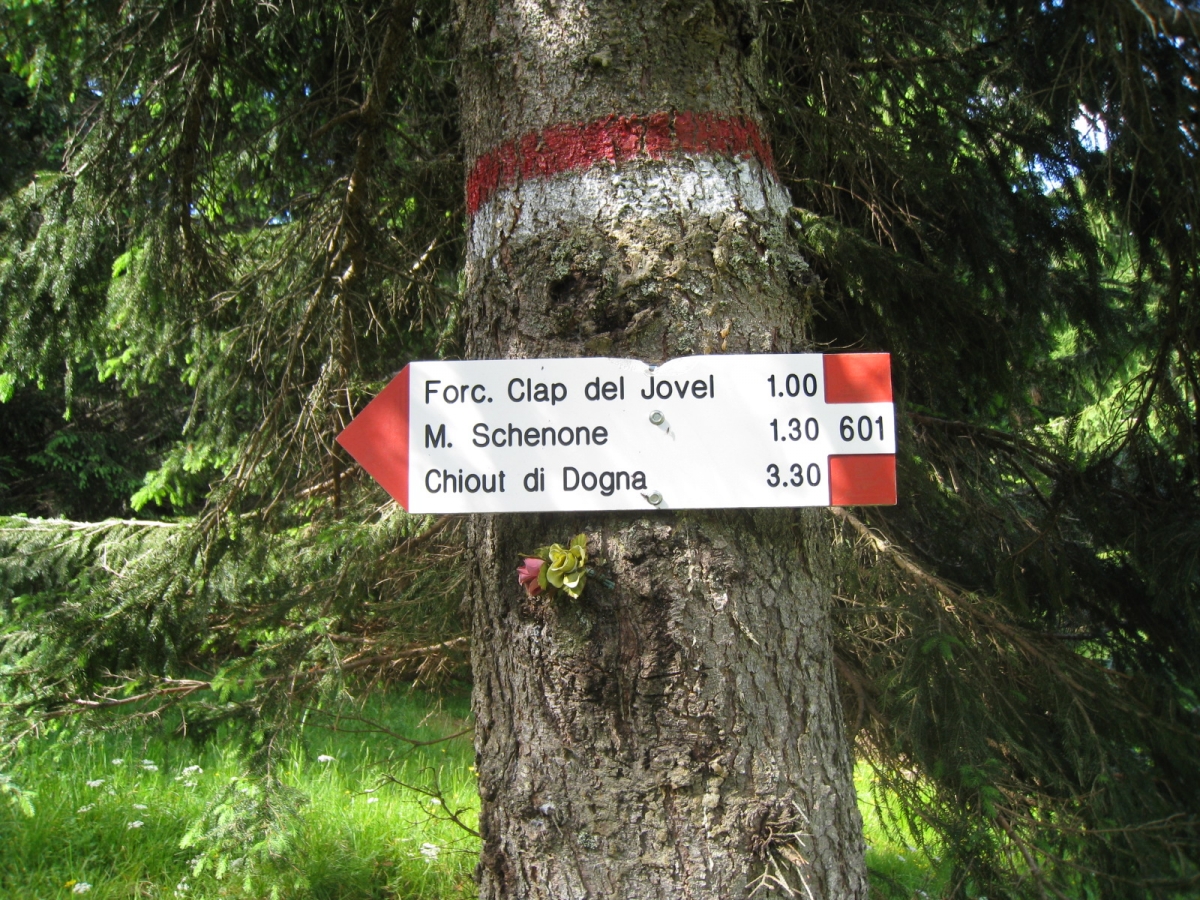 Forc. Clap del Jovel 1.00
M. Schenone 1.30 601
Chiout di Dogna 3.30